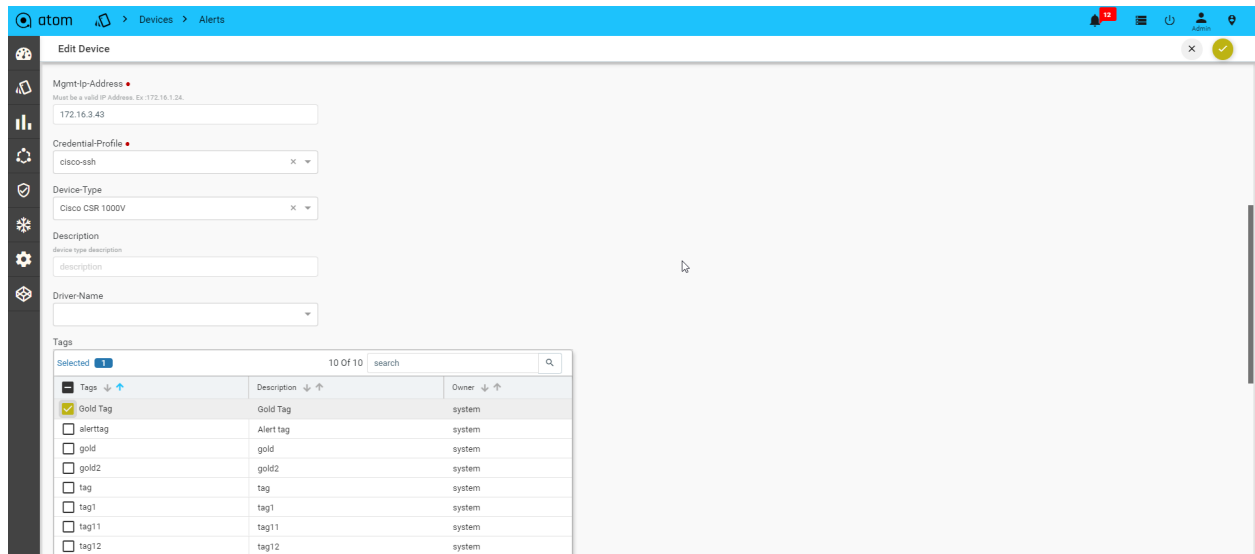 atom > Devices > Alerts 12
Admin
Edit Device
Mgmt-Ip-Address
Must be a valid IP Address. Ex :172.16.1.24.
172.16.3.43
Credential-Profile
cisco-ssh
Device-Type
Cisco CSR 1000V
Description
device type description
description
Driver-Name
Tags
Selected 1 10 Of 10 search
Tags Description Owner
Gold Tag Gold Tag system
alerttag Alert tag system
gold gold system
gold2 gold2 system
tag tag system
tag1 tag1 system
tag11 tag11 system
tag12 tag12 system